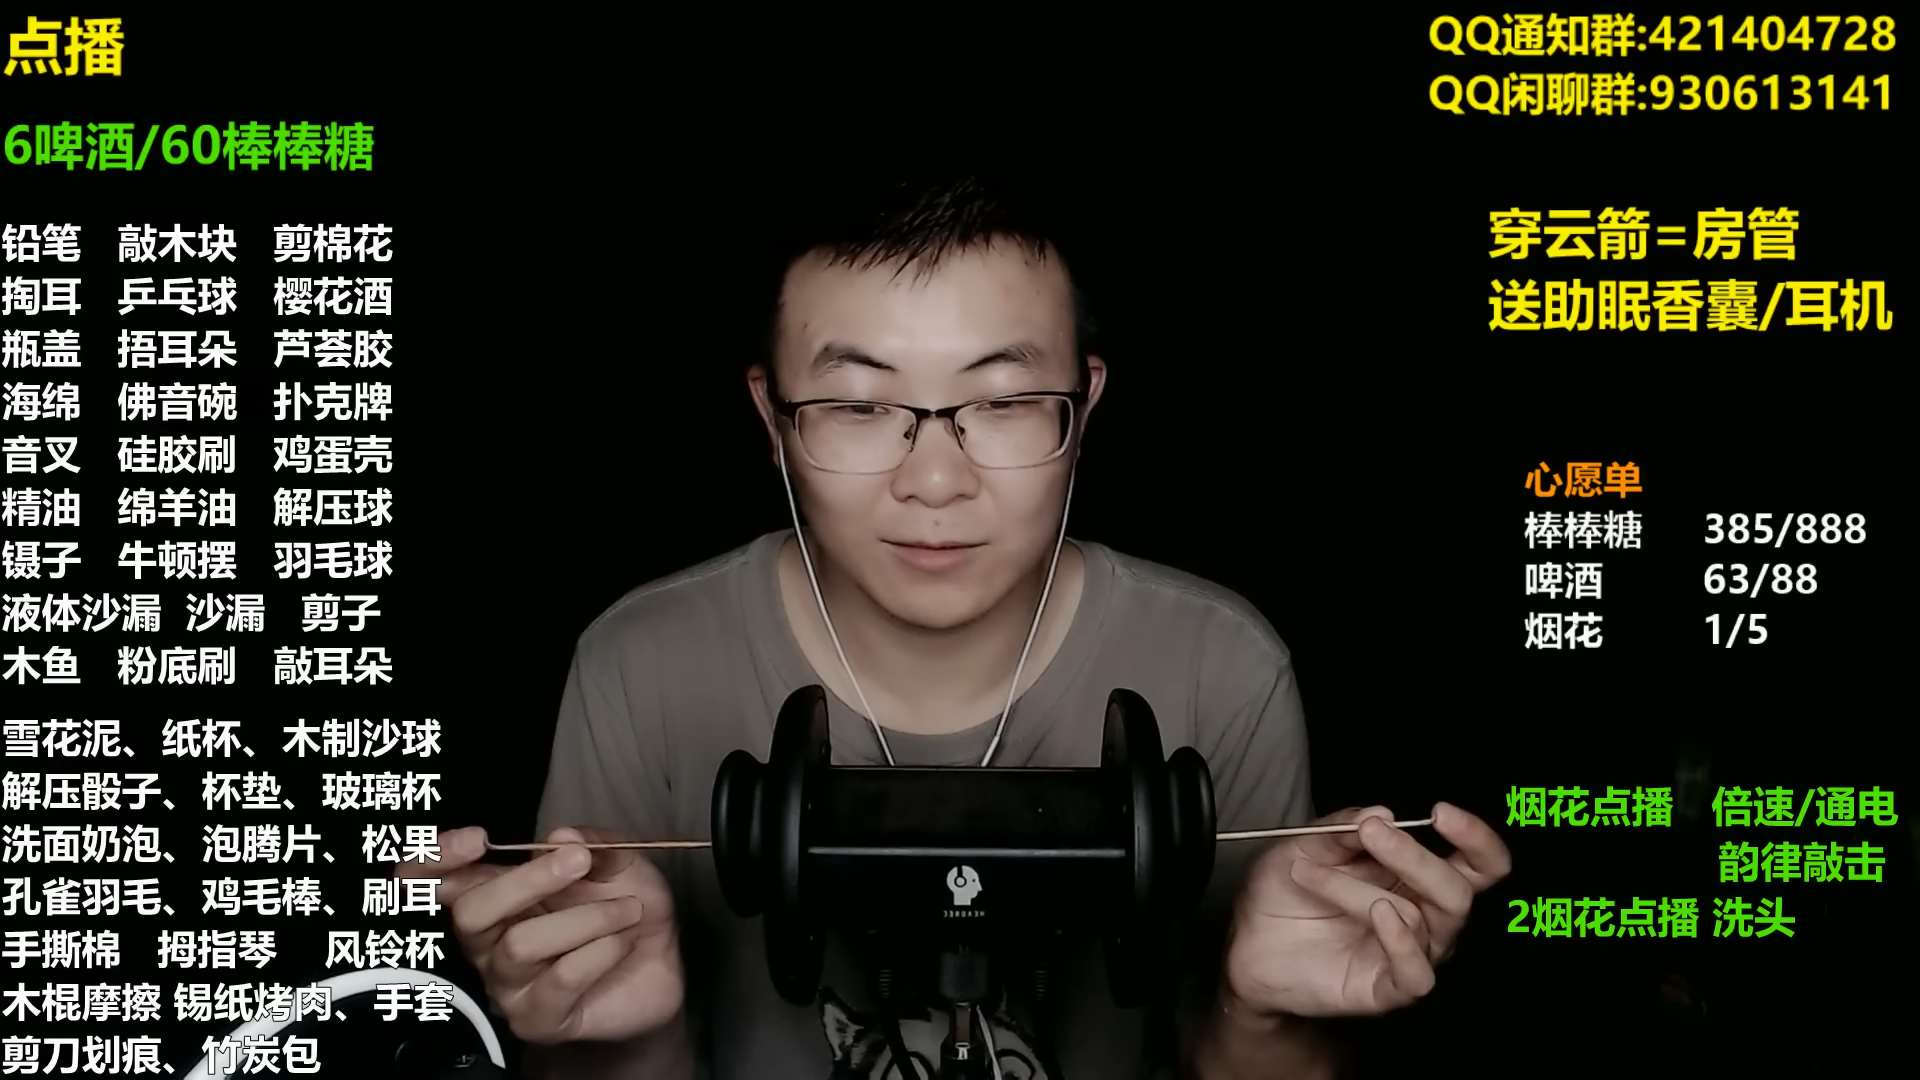 点播
6啤酒/60棒棒糖
铅笔 敲木块 剪棉花
掏耳 乒乓球 樱花酒
瓶盖 捂耳朵 芦荟胶
海绵 佛音碗 扑克牌
音叉 硅胶刷 鸡蛋壳
精油 绵羊油 解压球
镊子 牛顿摆 羽毛球
液体沙漏 沙漏 剪子
木鱼 粉底刷 敲耳朵
雪花泥、纸杯、木制沙球
解压骰子、杯垫、玻璃杯
洗面奶泡、泡腾片、松果
孔雀羽毛、鸡毛棒、刷耳
手撕棉 拇指琴 风铃杯
木棍摩擦 锡纸烤肉、手套
剪刀划痕、竹炭包
QQ通知群:421404728
QQ闲聊群:930613141
穿云箭=房管
送助眠香囊/耳机
心愿单
棒棒糖 385/888
啤酒 63/88
烟花 1/5
烟花点播 倍速/通电
韵律敲击
2烟花点播 洗头